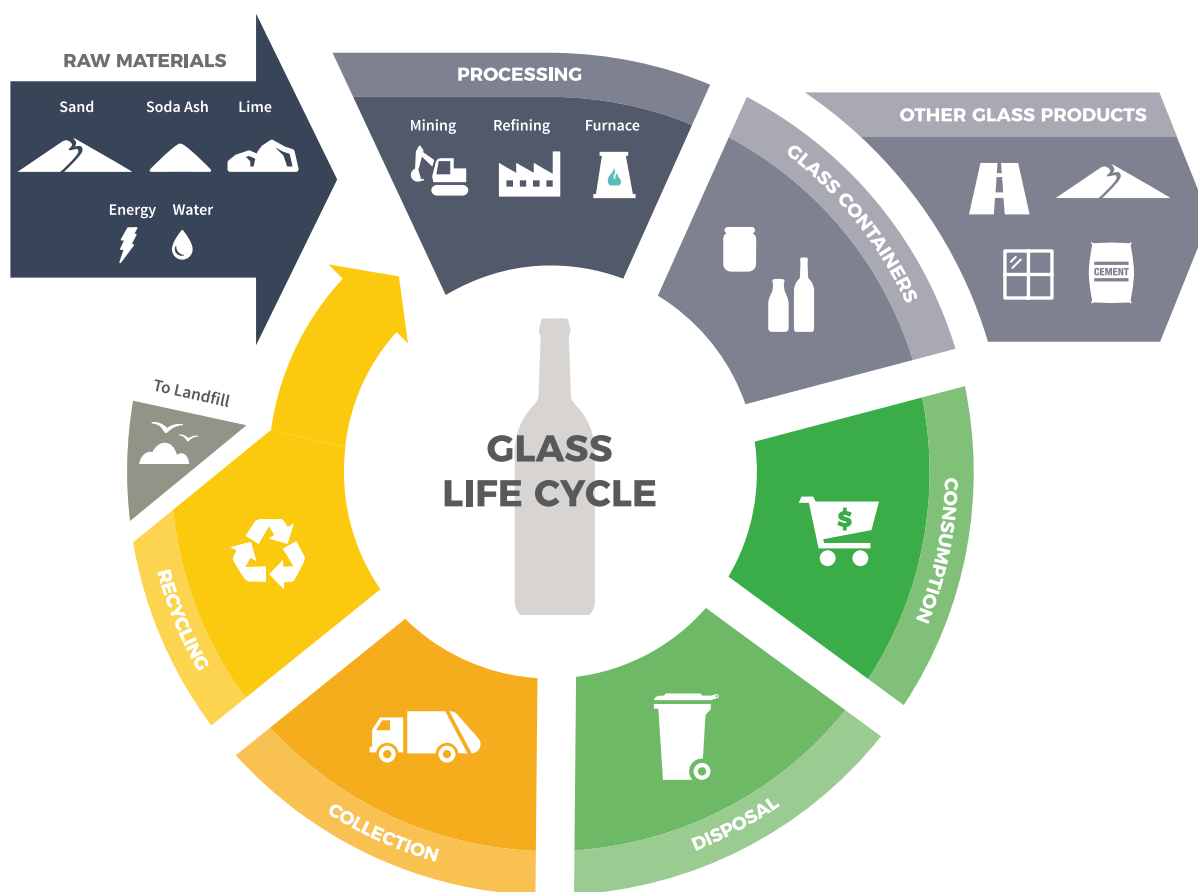 RAW MATERIALS
Sand
Soda Ash
Lime
Energy
Water
PROCESSING
Mining
Refining
Furnace
GLASS CONTAINERS
OTHER GLASS PRODUCTS
CEMENT
To Landfill
GLASS
LIFE CYCLE
$
CONSUMPTION
RECYCLING
COLLECTION
DISPOSAL